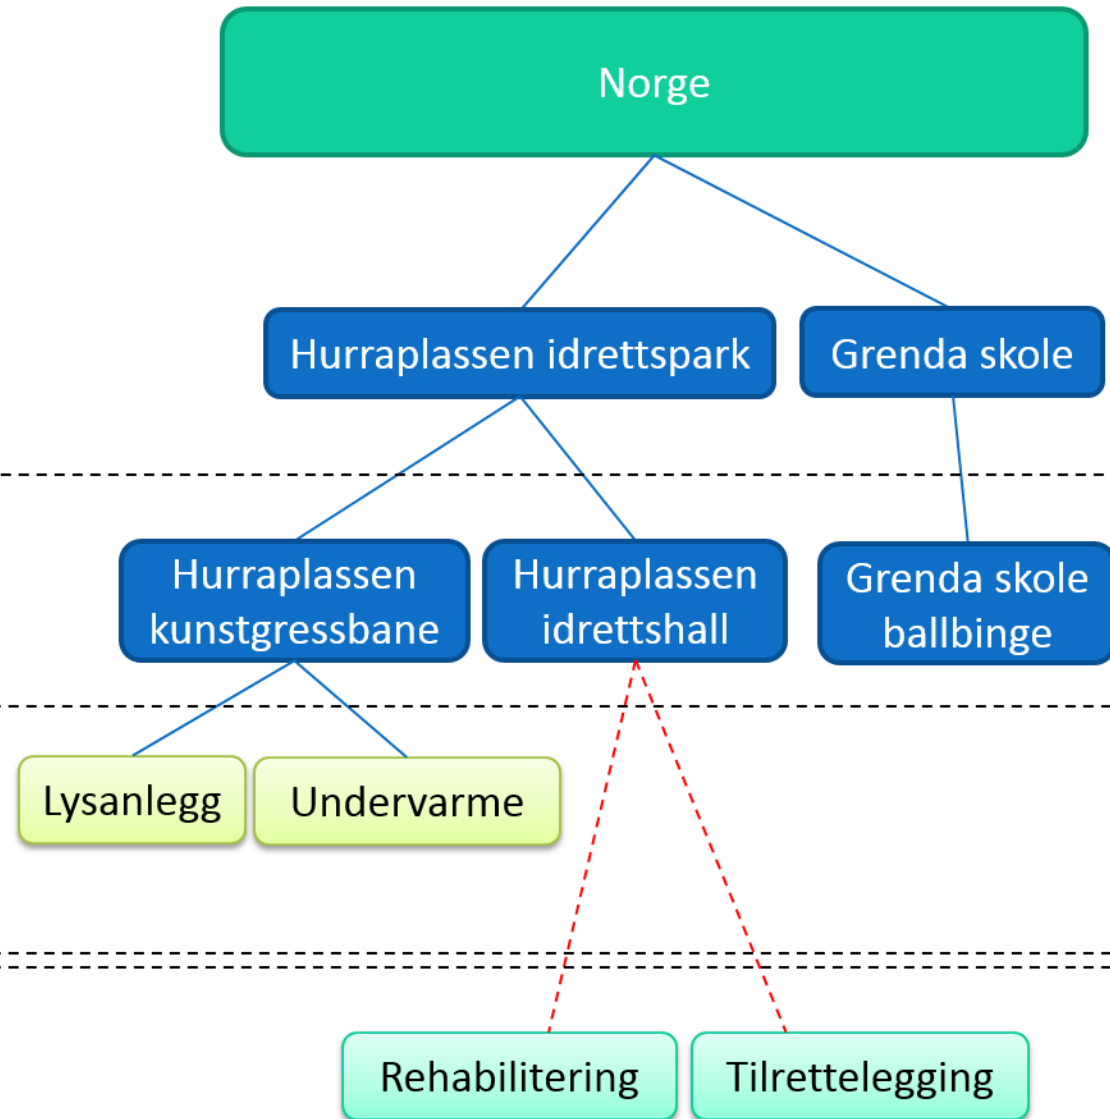 Norge
Hurraplassen idrettspark
Grenda skole
Hurraplassen
kunstgressbane
Hurraplassen
idrettshall
Grenda skole
ballbinge
Lysanlegg
Undervarme
Rehabilitering
Tilrettelegging